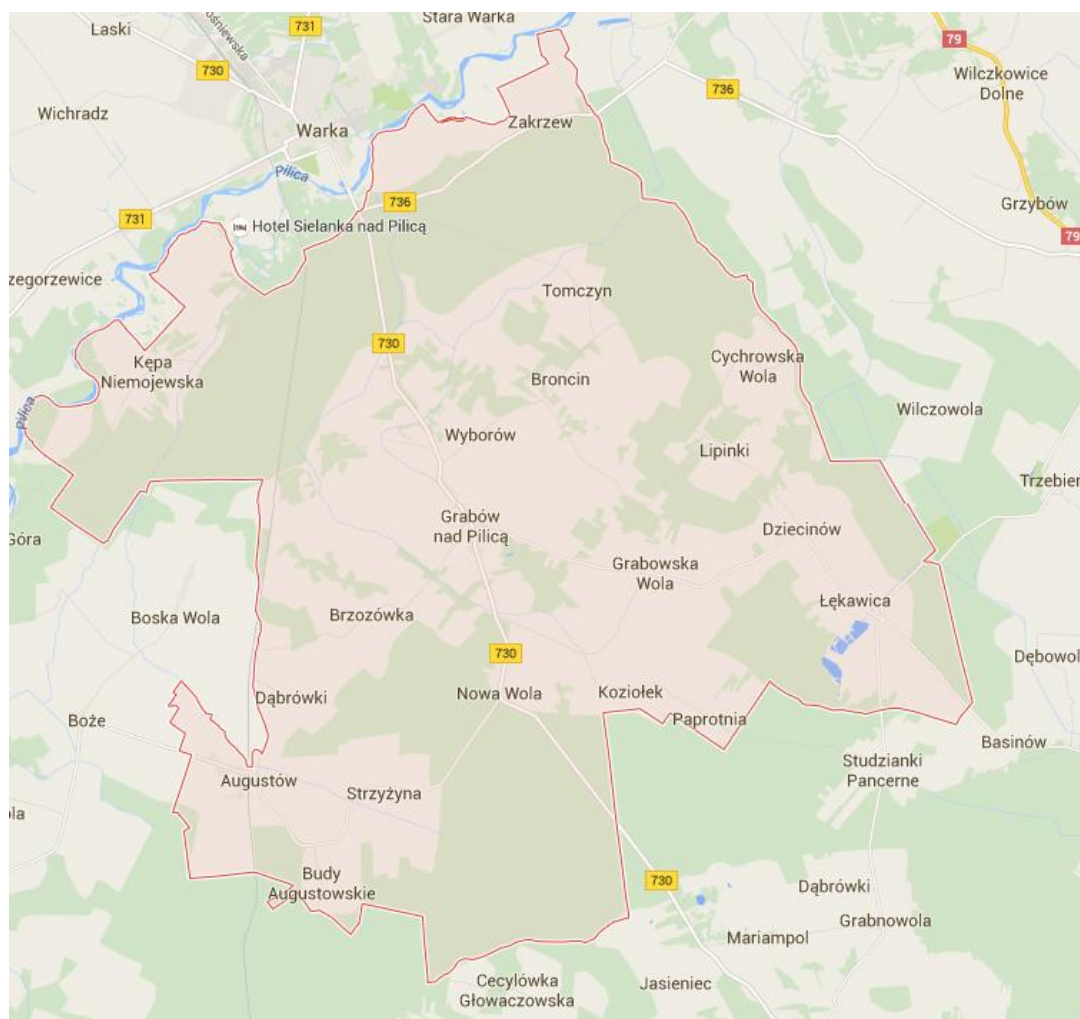 Stara Warka
Laski
ośniewska
731
730
79
Wilczkowice
Dolne
736
Wichradz
Zakrzew
Warka
Pilica
736
731
Hotel Sielanka nad Pilicą
Grzybów
79
zegorzewice
Tomczyn
730
Kępa
Niemojewska
Cychrowska
Wola
Broncin
Pilica
Wilczowola
Wyborów
Lipinki
Trzebier
Grabów
nad Pilicą
Dziecinów
Góra
Grabowska
Wola
Łękawica
Boska Wola
Brzozówka
730
Dębowol
Dąbrówki
Nowa Wola
Koziołek
Boże
Paprotnia
Basinów
Augustów
Strzyżyna
Studzianki
Pancerne
ola
Budy
Augustowskie
730
Dąbrówki
Grabnowola
Mariampol
Cecylówka
Głowaczowska
Jasieniec